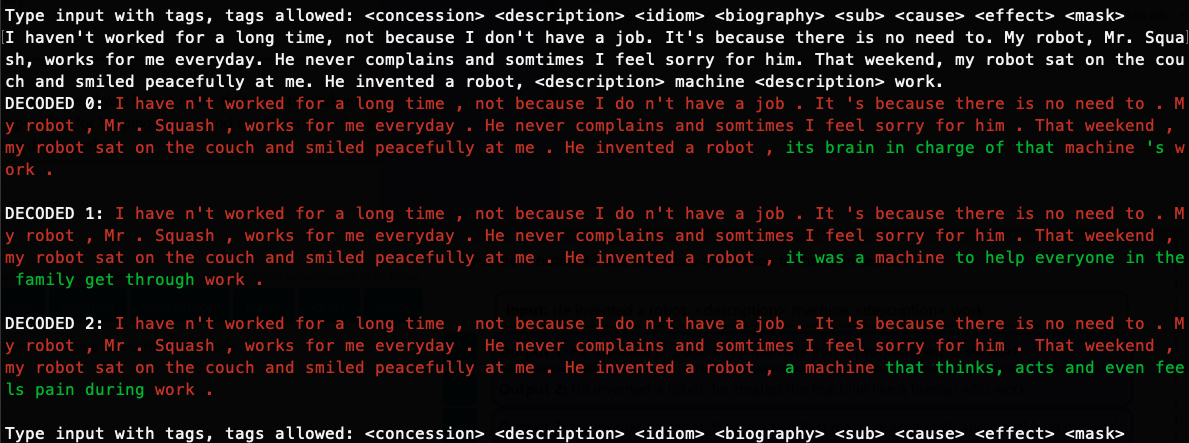 Type input with tags, tags allowed: <concession> <description> <idiom> <biography> <sub> <cause> <effect> <mask>
I haven't worked for a long time, not because I don't have a job. It's because there is no need to. My robot, Mr. Squa
sh, works for me everyday. He never complains and somtimes I feel sorry for him. That weekend, my robot sat on the cou
ch and smiled peacefully at me. He invented a robot, <description> machine <description> work.
DECODED 0: I have n't worked for a long time , not because I do n't have a job . It 's because there is no need to . M
y robot , Mr . Squash , works for me everyday . He never complains and somtimes I feel sorry for him . That weekend ,
my robot sat on the couch and smiled peacefully at me . He invented a robot , its brain in charge of that machine 's w
ork .
DECODED 1: I have n't worked for a long time , not because I do n't have a job . It 's because there is no need to . M
y robot , Mr . Squash , works for me everyday . He never complains and somtimes I feel sorry for him . That weekend ,
my robot sat on the couch and smiled peacefully at me . He invented a robot , it was a machine to help everyone in the
family get through work .
DECODED 2: I have n't worked for a long time , not because I do n't have a job . It 's because there is no need to . M
y robot , Mr . Squash , works for me everyday . He never complains and somtimes I feel sorry for him . That weekend ,
my robot sat on the couch and smiled peacefully at me . He invented a robot , a machine that thinks, acts and even fee
ls pain during work .
Type input with tags, tags allowed: <concession> <description> <idiom> <biography> <sub> <cause> <effect> <mask>